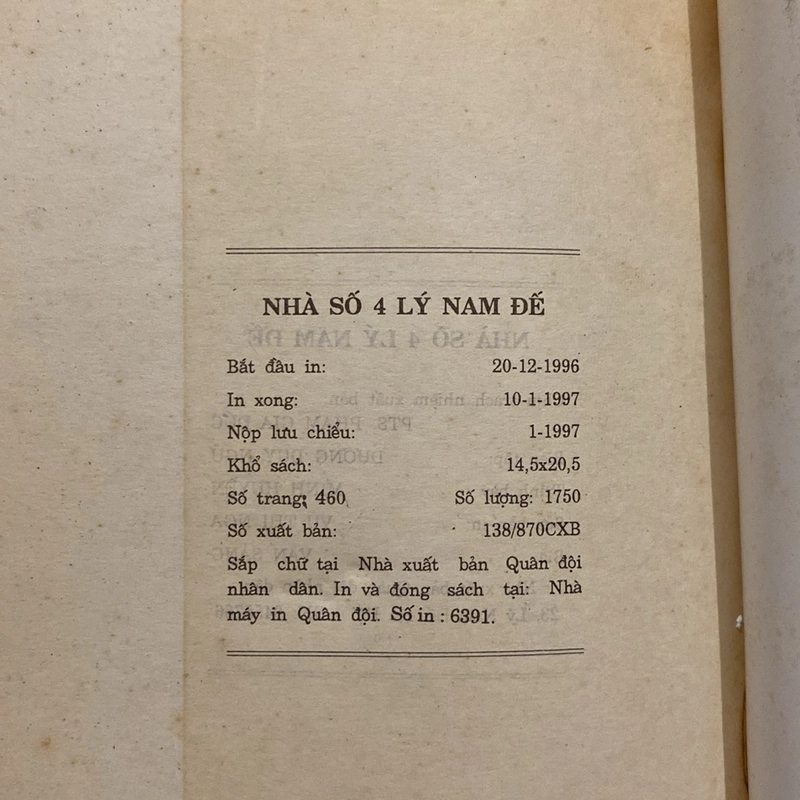 NHÀ SỐ 4 LÝ NAM ĐẾ
Bắt đầu in: 20-12-1996
In xong: 10-1-1997
Nộp lưu chiểu: 1-1997
Khổ sách: 14,5x20,5
Số trang: 460 Số lượng: 1750
Số xuất bản: 138/870CXB
Sắp chữ tại Nhà xuất bản Quân đội
nhân dân. In và đóng sách tại: Nhà
máy in Quân đội. Số in : 6391.